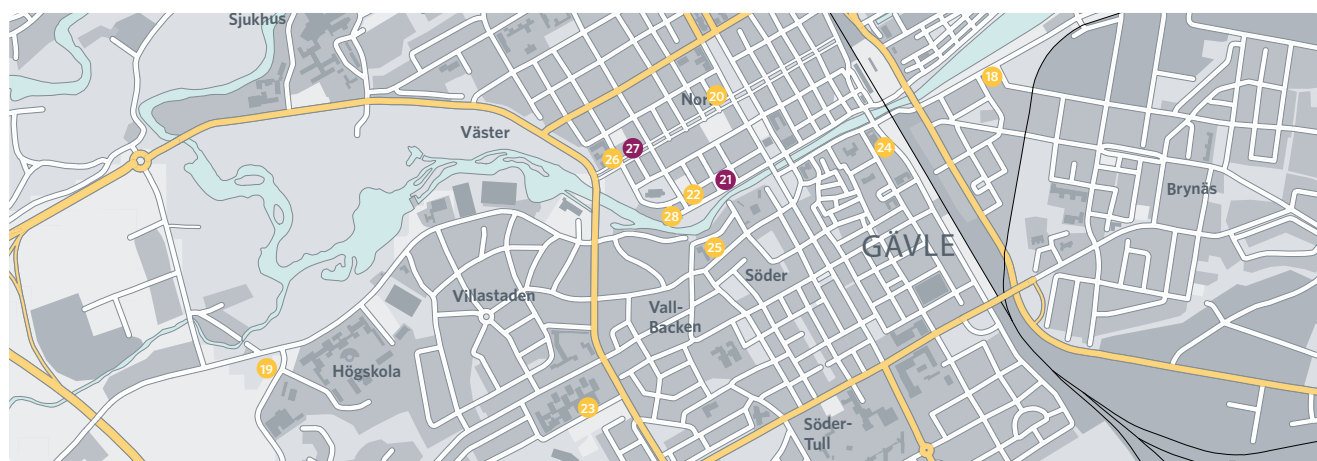 Sjukhus
18
20
Nor
Väster
27
26
24
21
Brynäs
22
28
GÄVLE
25
Söder
Villastaden
Vall-
Backen
19
Högskola
23
Söder-
Tull